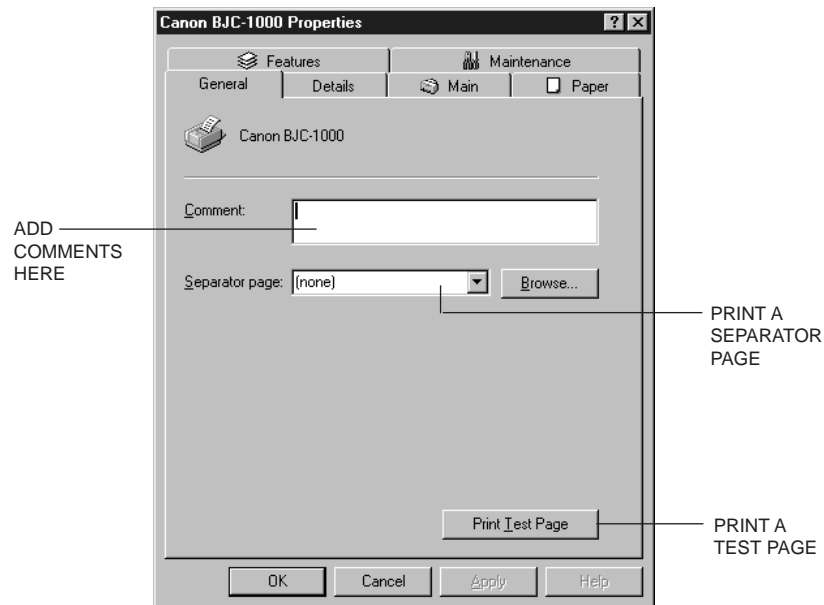 Canon BJC-1000 Properties
Features
Maintenance
General
Details
Main
Paper
Canon BJC-1000
Comment:
ADD
COMMENTS
HERE
Separator page:
(none)
Browse...
PRINT A
SEPARATOR
PAGE
Print Test Page
PRINT A
TEST PAGE
OK
Cancel
Apply
Help